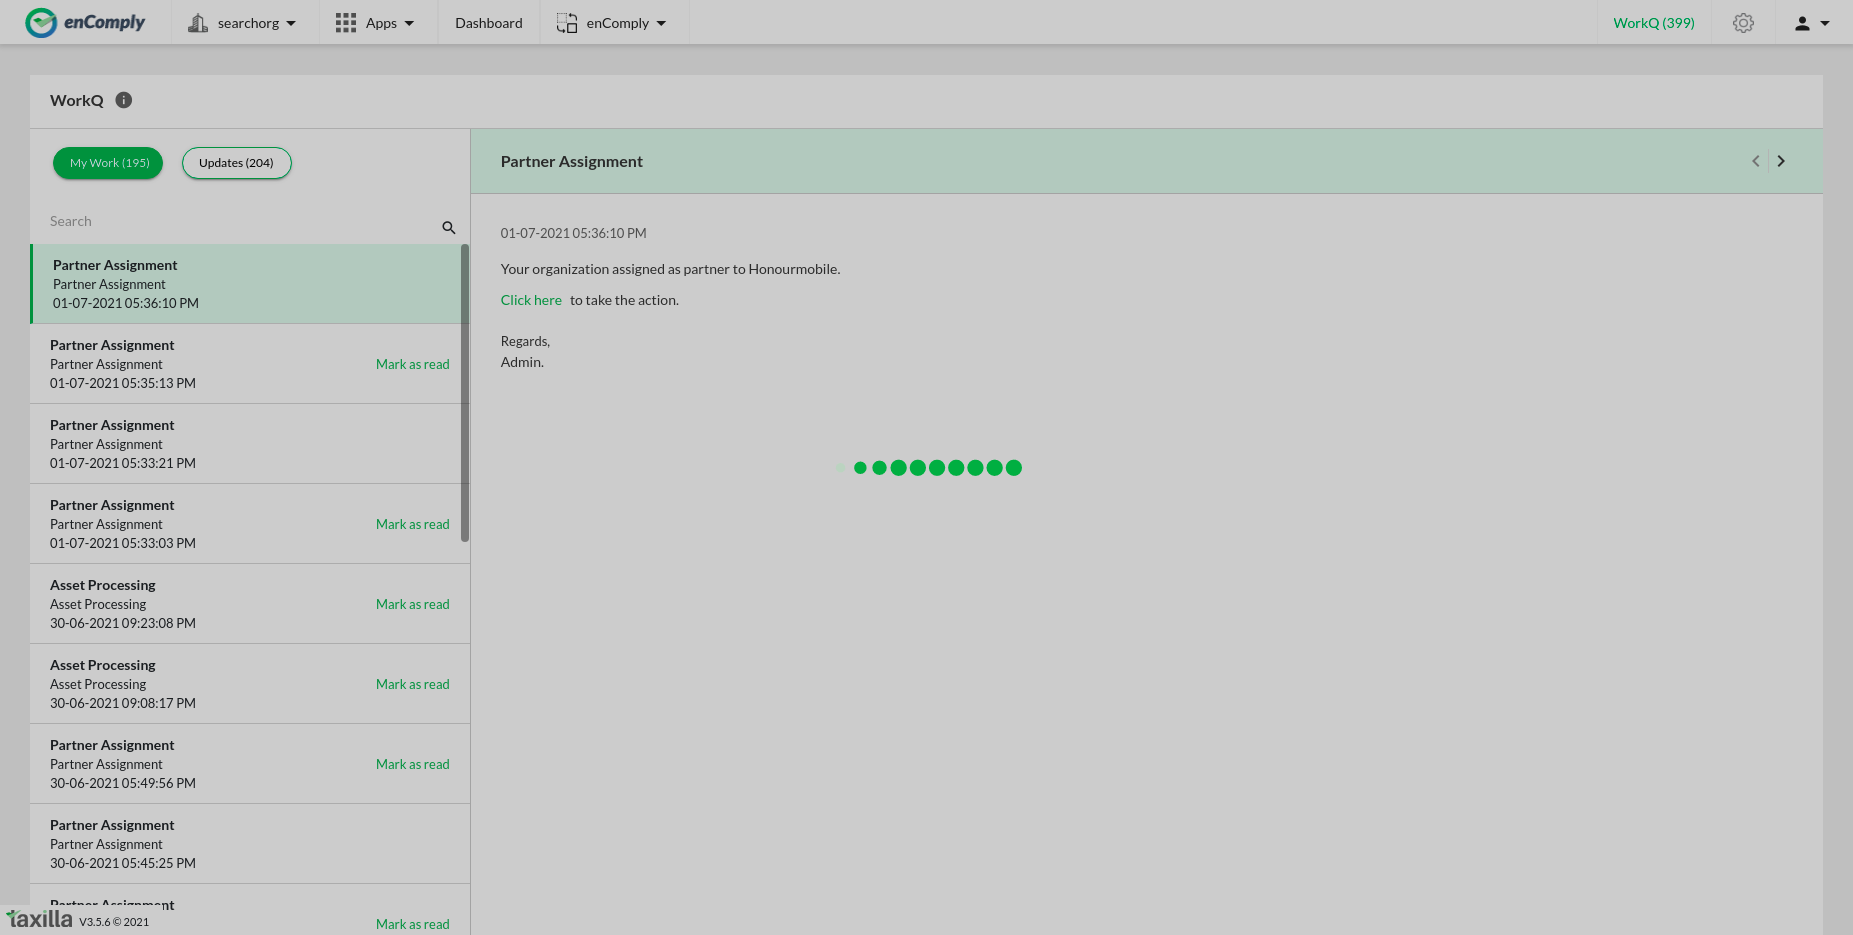 enComply
searchorg
Apps
Dashboard
enComply
WorkQ (399)
WorkQ
My Work (195)
Updates (204)
Search
Partner Assignment
Partner Assignment
01-07-2021 05:36:10 PM
Partner Assignment
Partner Assignment
Mark as read
01-07-2021 05:35:13 PM
Partner Assignment
Partner Assignment
01-07-2021 05:33:21 PM
Partner Assignment
Partner Assignment
Mark as read
01-07-2021 05:33:03 PM
Asset Processing
Asset Processing
Mark as read
30-06-2021 09:23:08 PM
Asset Processing
Asset Processing
Mark as read
30-06-2021 09:08:17 PM
Partner Assignment
Partner Assignment
Mark as read
30-06-2021 05:49:56 PM
Partner Assignment
Partner Assignment
30-06-2021 05:45:25 PM
Partner Assignment
Mark as read
Partner Assignment
01-07-2021 05:36:10 PM
Your organization assigned as partner to Honourmobile.
Click here to take the action.
Regards,
Admin.
taxilla V3.5.6 © 2021